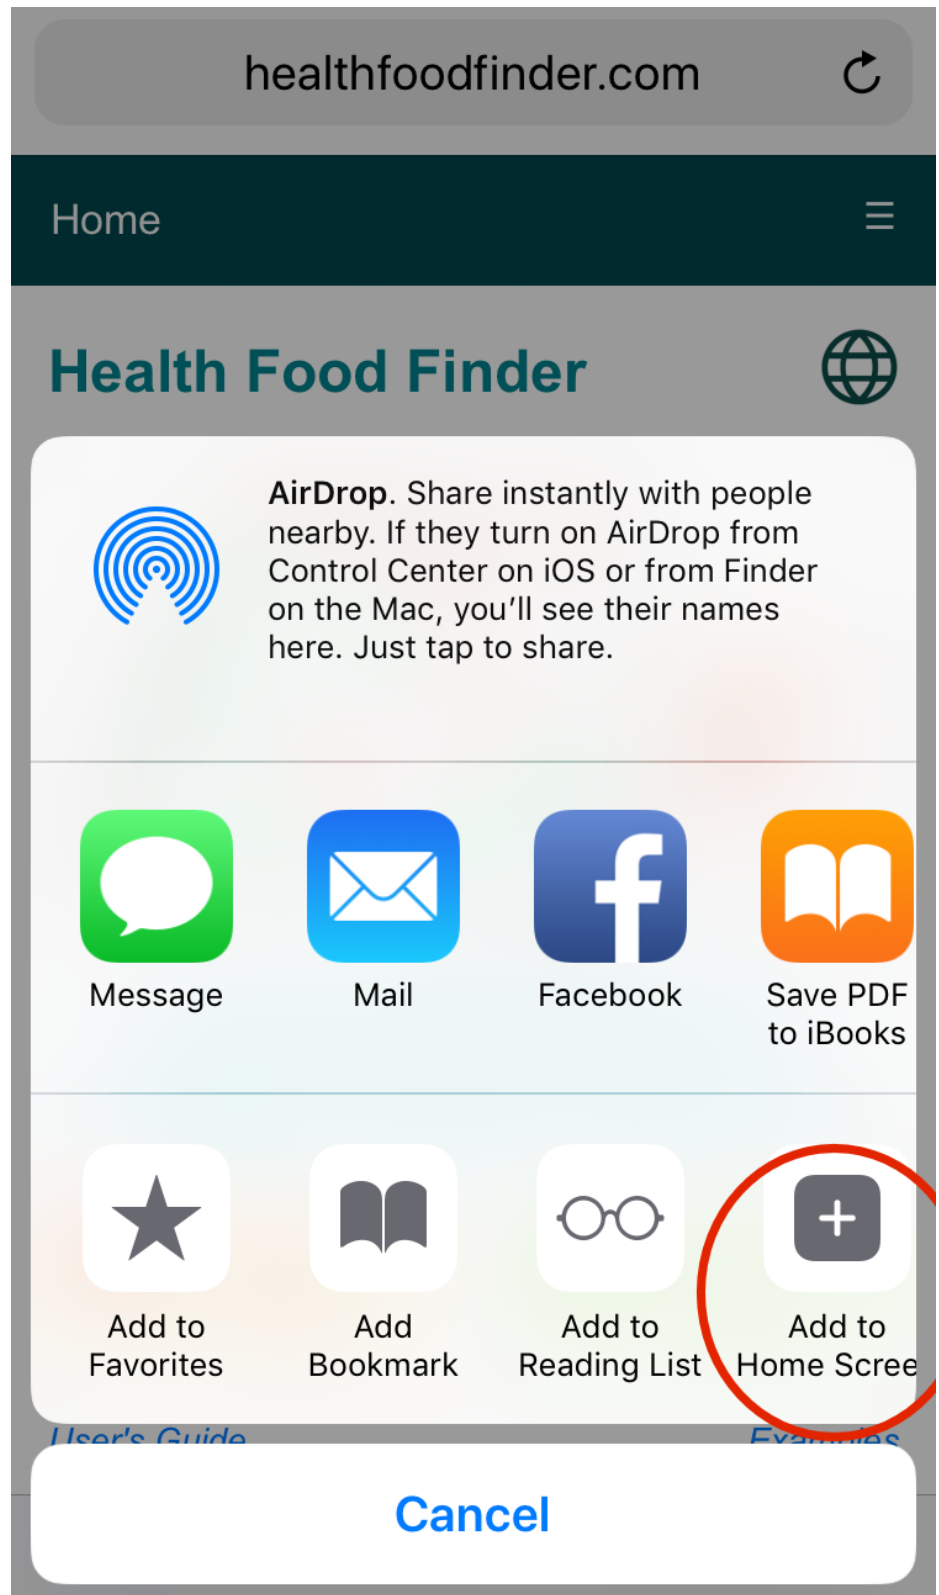 healthfoodfinder.com
Home
Health Food Finder
AirDrop. Share instantly with people
nearby. If they turn on AirDrop from
Control Center on iOS or from Finder
on the Mac, you’ll see their names
here. Just tap to share.
Message
Mail
Facebook
Save PDF
to iBooks
Add to
Favorites
Add
Bookmark
Add to
Reading List
Add to
Home Scree
User's Guide
Examples
Cancel